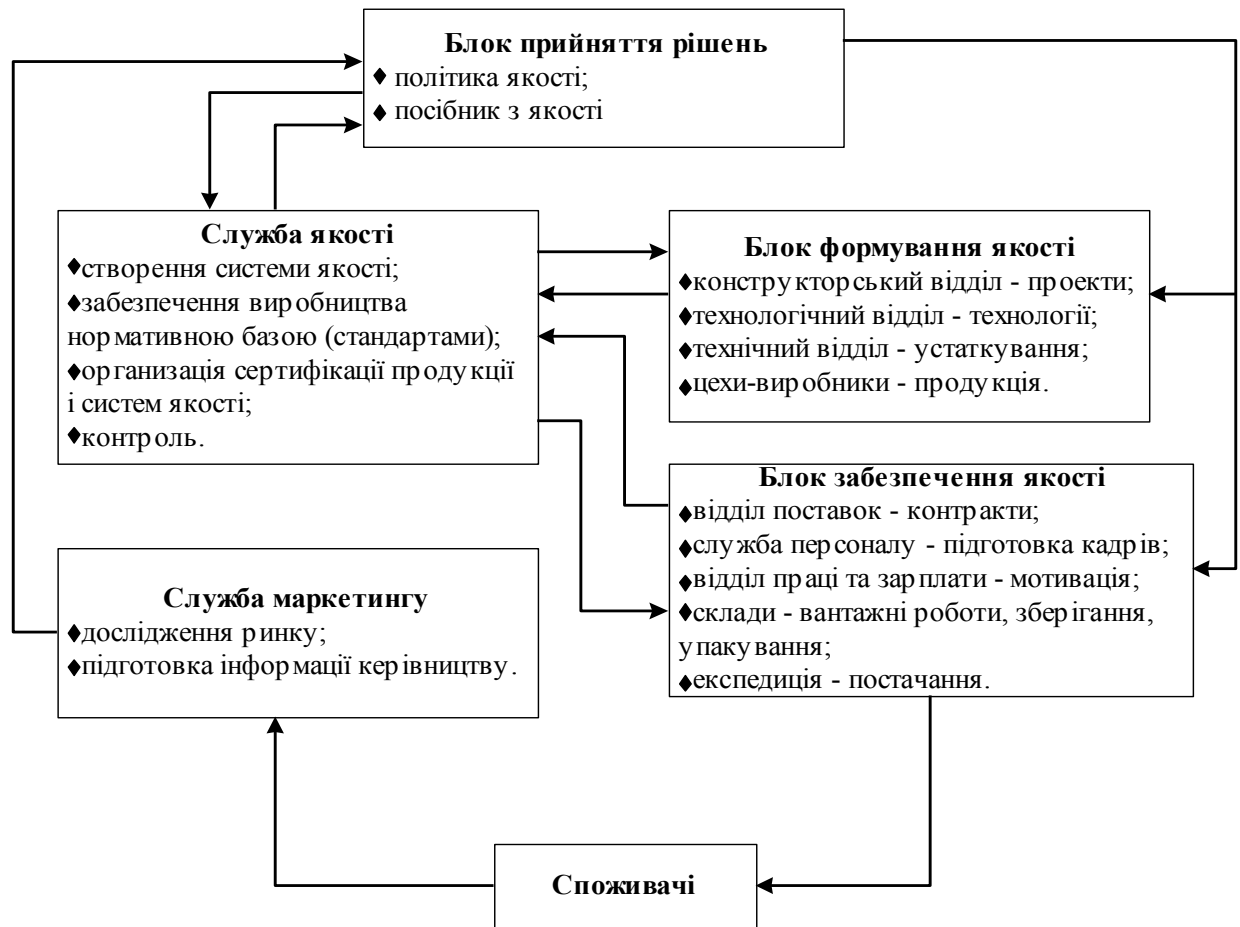 Блок прийняття рішень
♦ політика якості;
♦ посібник з якості
Служба якості
♦створення системи якості;
♦забезпечення виробництва
нормативною базою (стандартами);
♦організація сертифікації продукції
і систем якості;
♦контроль.
Блок формування якості
♦конструкторський відділ - проекти;
♦технологічний відділ - технології;
♦технічний відділ - устаткування;
♦цехи-виробники - продукція.
Блок забезпечення якості
♦відділ поставок - контракти;
♦служба персоналу - підготовка кадрів;
♦відділ праці та зарплати - мотивація;
♦склади - вантажні роботи, зберігання,
упакування;
♦експедиція - постачання.
Служба маркетингу
♦дослідження ринку;
♦підготовка інформації керівництву.
Споживачі